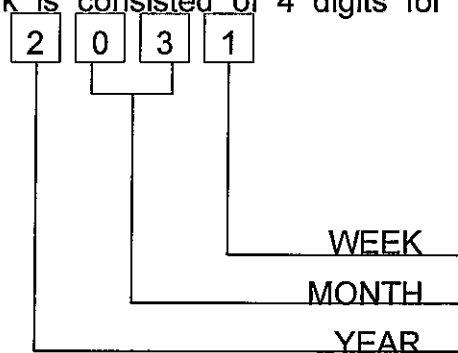 k is consisted of 4 digits for
2 0 3 1
WEEK
MONTH
YEAR